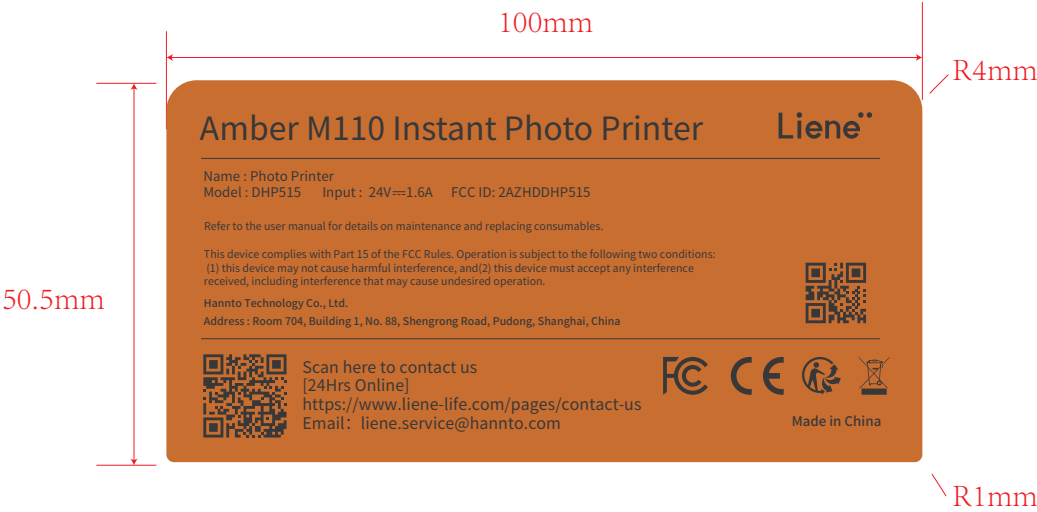 100mm
R4mm
Amber M110 Instant Photo Printer
Liene
Name : Photo Printer
Model : DHP515 Input : 24V⎓1.6A FCC ID: 2AZHDDHP515
Refer to the user manual for details on maintenance and replacing consumables.
This device complies with Part 15 of the FCC Rules. Operation is subject to the following two conditions:
(1) this device may not cause harmful interference, and(2) this device must accept any interference
received, including interference that may cause undesired operation.
50.5mm
Hannto Technology Co., Ltd.
Address : Room 704, Building 1, No. 88, Shengrong Road, Pudong, Shanghai, China
Scan here to contact us
[24Hrs Online]
https://www.liene-life.com/pages/contact-us
Email：liene.service@hannto.com
FC CE
Made in China
R1mm